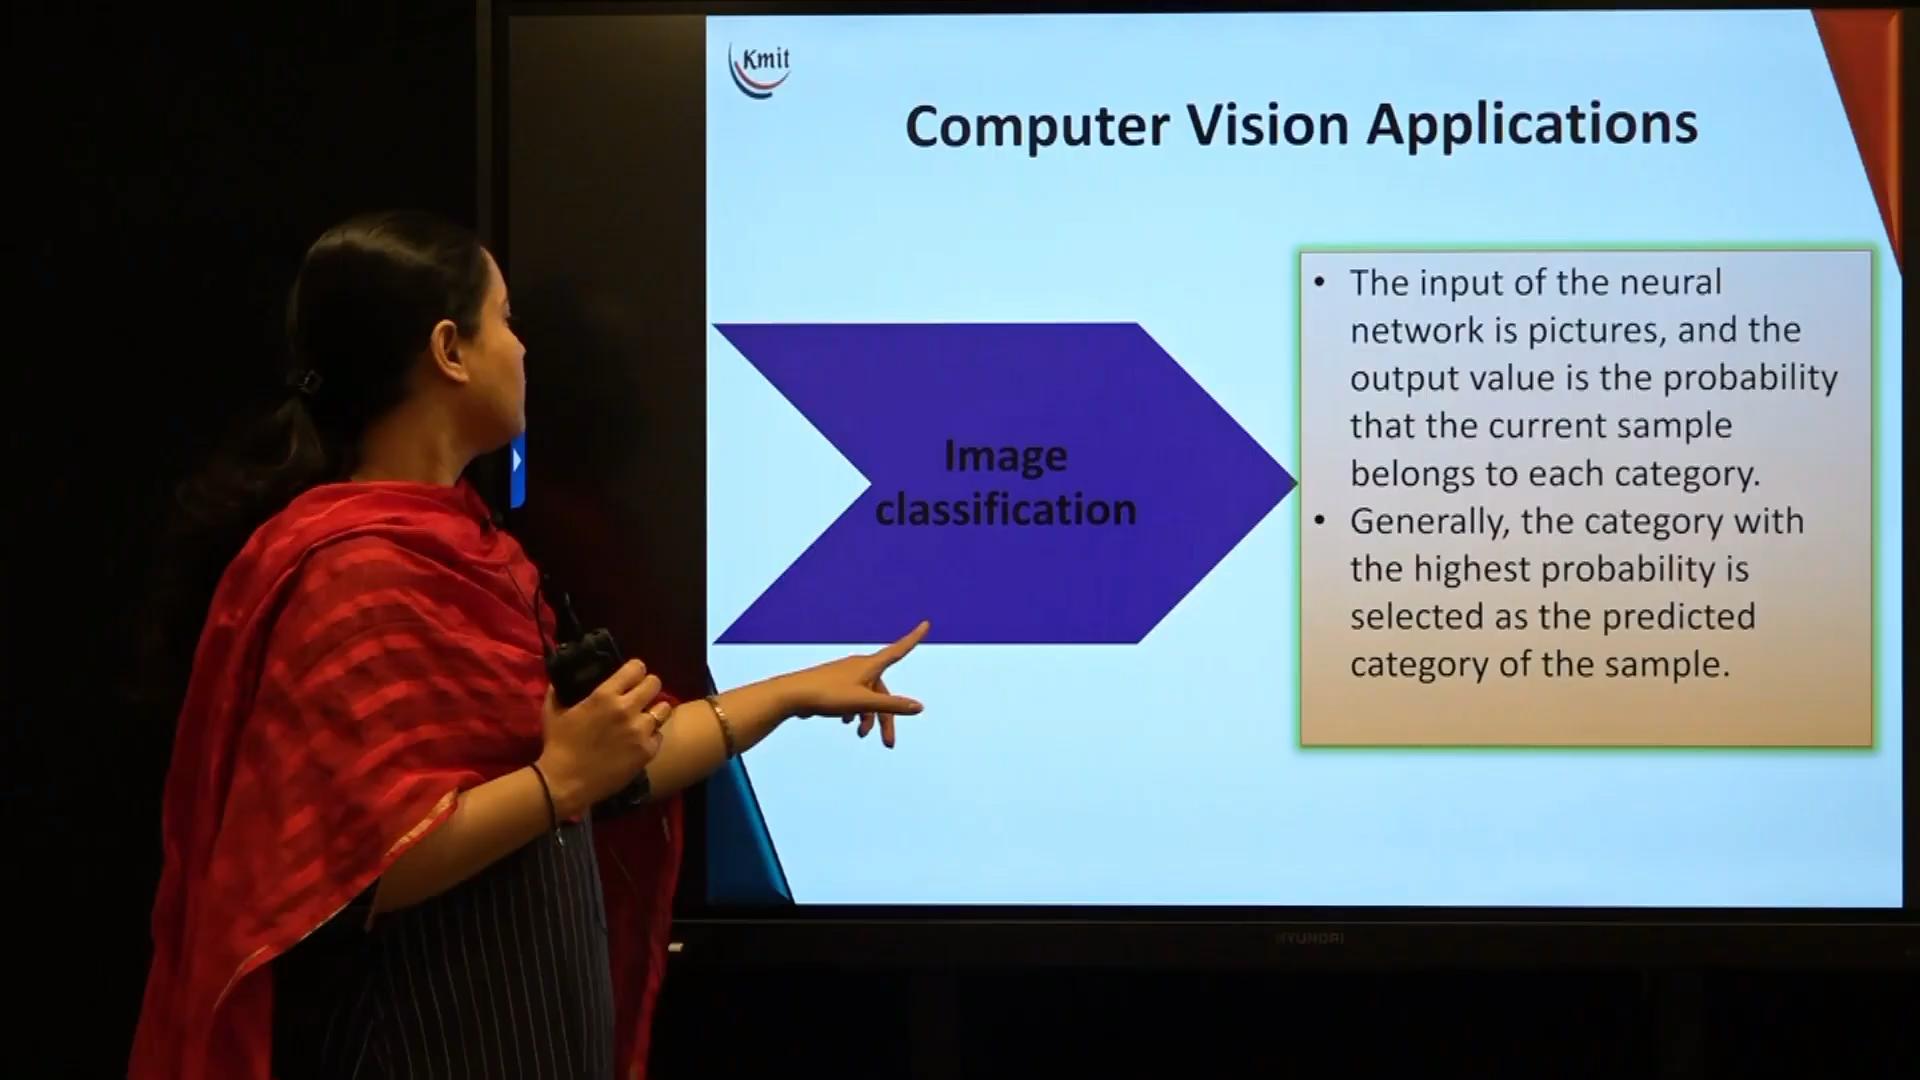 Kmit
Computer Vision Applications
Image
classification
• The input of the neural
network is pictures, and the
output value is the probability
that the current sample
belongs to each category.
• Generally, the category with
the highest probability is
selected as the predicted
category of the sample.
HYUNDAI